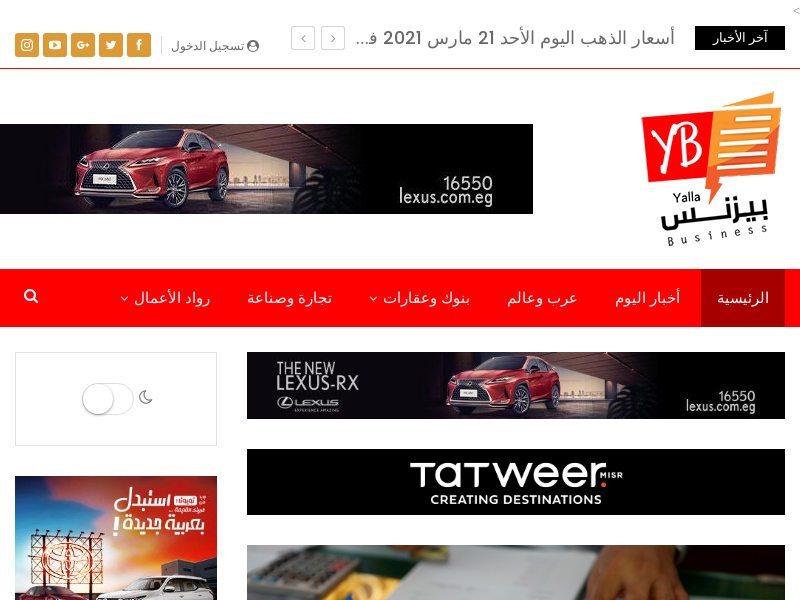 <
آخر الأخبار
أسعار الذهب اليوم الأحد 21 مارس 2021 فـ...
تسجيل الدخول
YB
Yalla
بيزنس
Business
16550
lexus.com.eg
الرئيسية
أخبار اليوم
عرب وعالم
بنوك وعقارات
تجارة وصناعة
رواد الأعمال
THE NEW
LEXUS-RX
LEXUS
EXPERIENCE AMAZING
16550
lexus.com.eg
TATWEER MISR
CREATING DESTINATIONS
استبدل
بعربية جديدة!